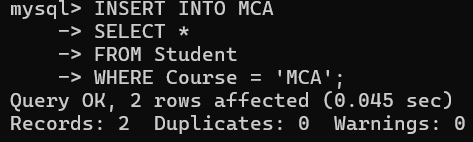 mysql> INSERT INTO MCA
    -> SELECT *
    -> FROM Student
    -> WHERE Course = 'MCA';
Query OK, 2 rows affected (0.045 sec)
Records: 2  Duplicates: 0  Warnings: 0